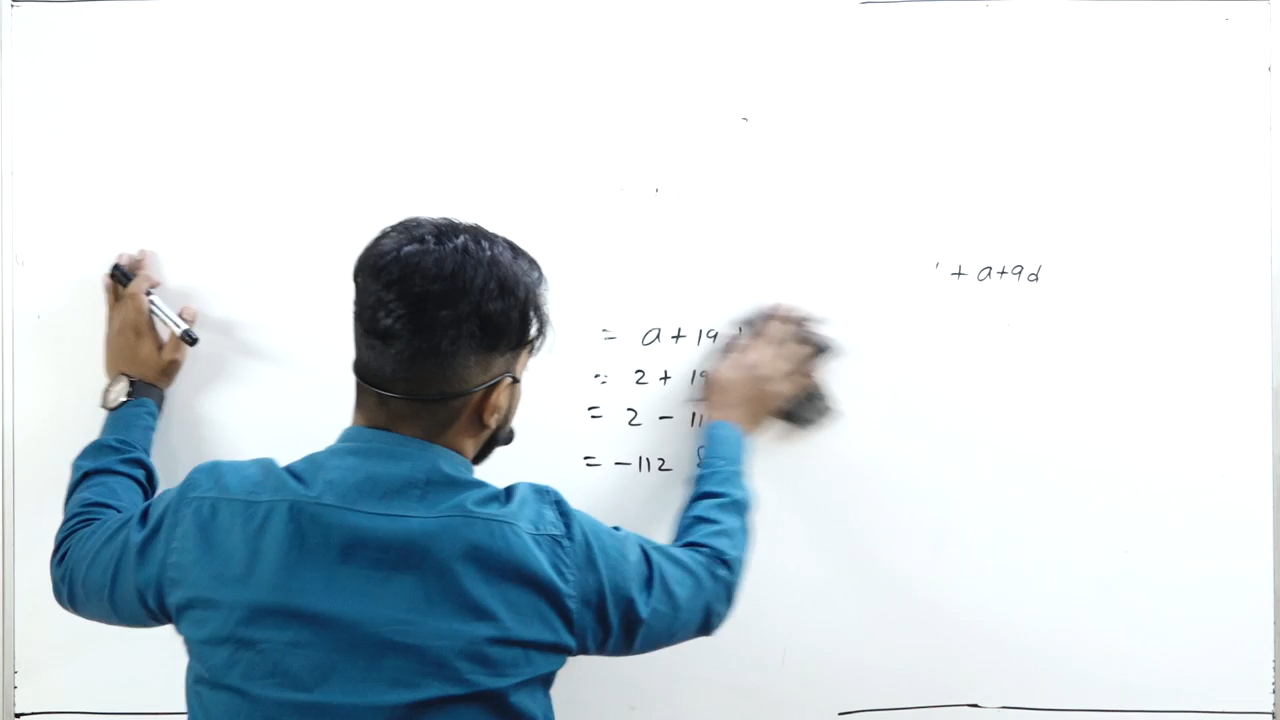 + a+9d
= a + 19
= 2 + 19
= 2 - 11
= -112